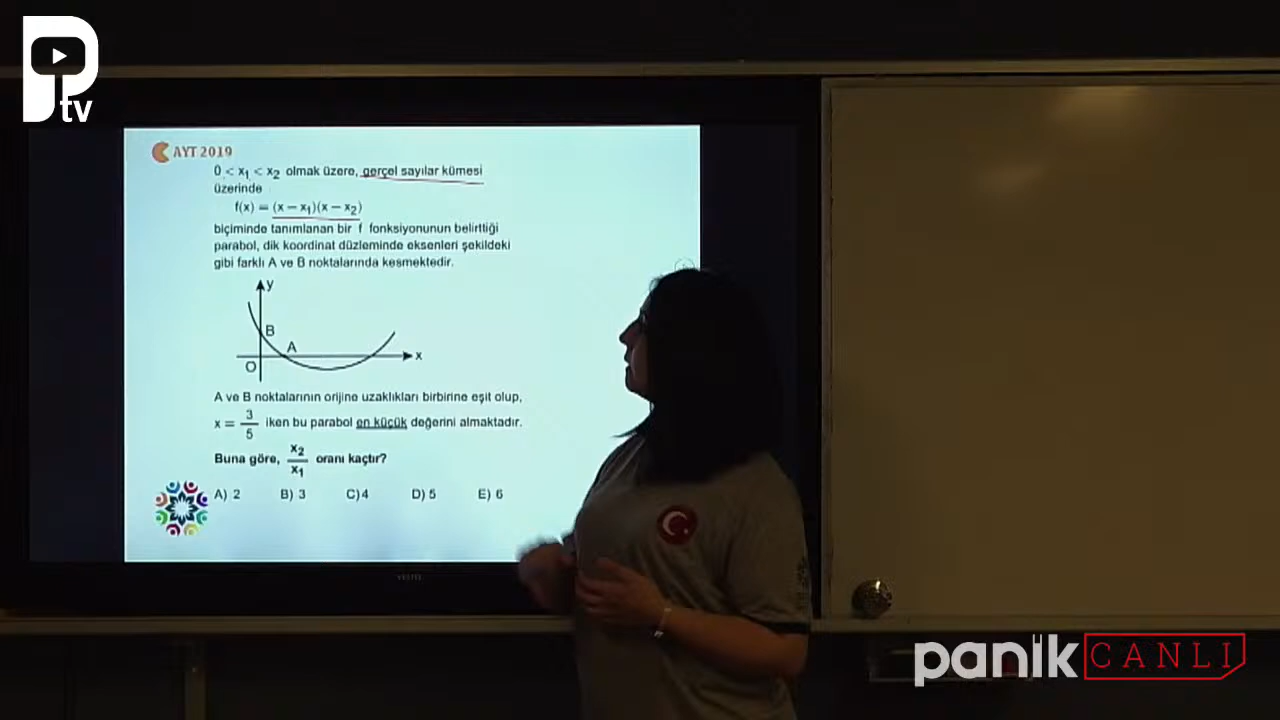 tv
AYT 2019
0 < x₁ < x₂ olmak üzere, gerçel sayılar kümesi
üzerinde
f(x) = (x − x₁)(x − x₂)
biçiminde tanımlanan bir f fonksiyonunun belirttiği
parabol, dik koordinat düzleminde eksenleri şekildeki
gibi farklı A ve B noktalarında kesmektedir.
y
B
A
x
O
A ve B noktalarının orijine uzaklıkları birbirine eşit olup,
x = 3/5 iken bu parabol en küçük değerini almaktadır.
Buna göre, x₂/x₁ oranı kaçtır?
A) 2 B) 3 C) 4 D) 5 E) 6
VESTEL
panik CANLI